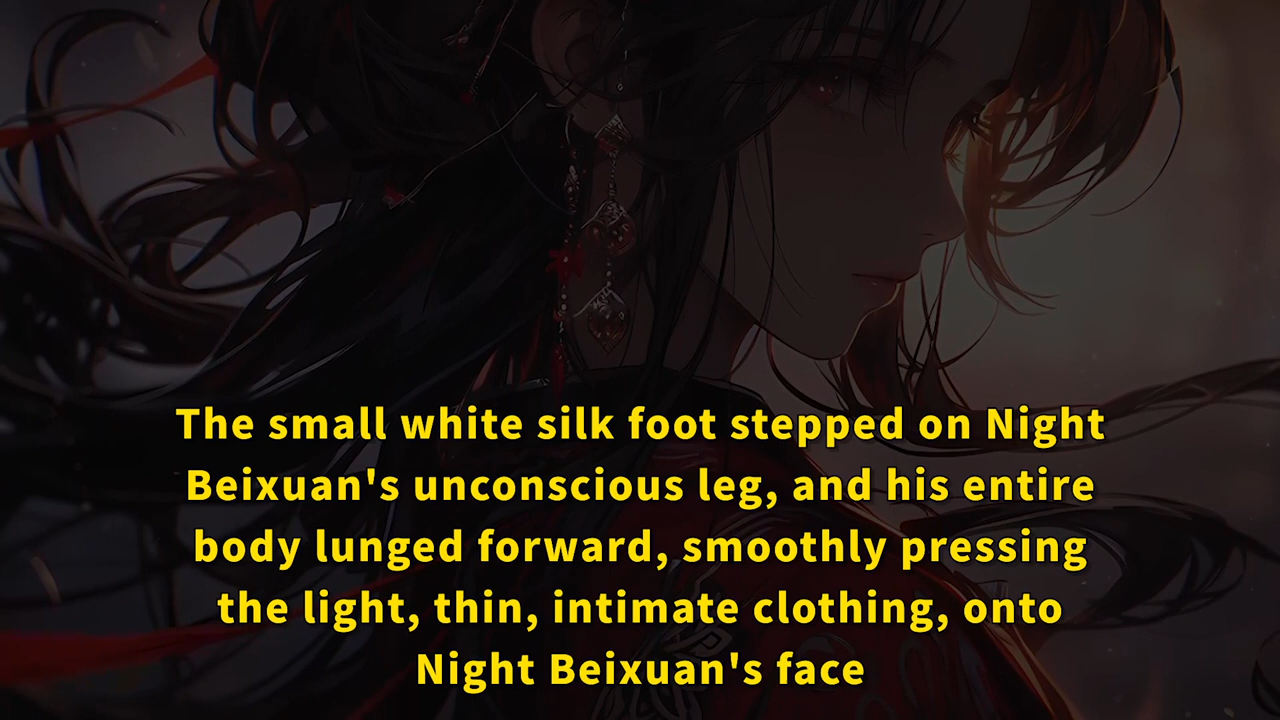 The small white silk foot stepped on Night
Beixuan's unconscious leg, and his entire
body lunged forward, smoothly pressing
the light, thin, intimate clothing, onto
Night Beixuan's face